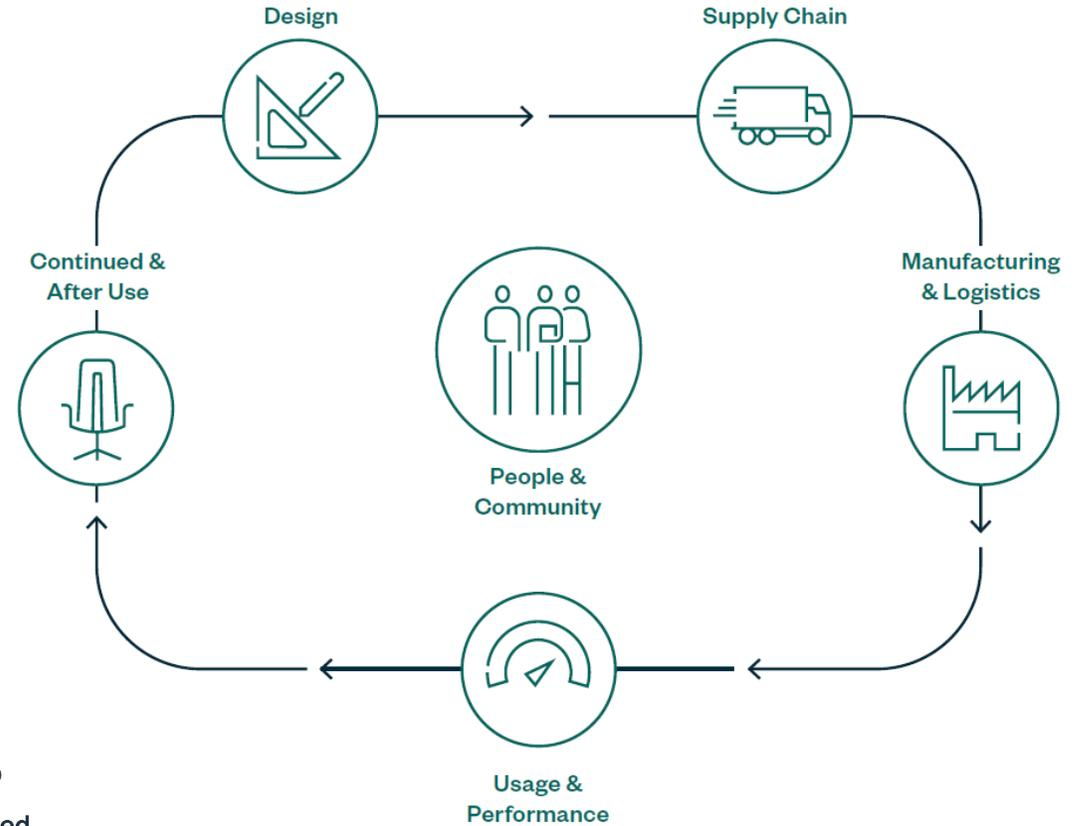 Design
Supply Chain
Continued &
After Use
Manufacturing
& Logistics
People &
Community
Usage &
Performance